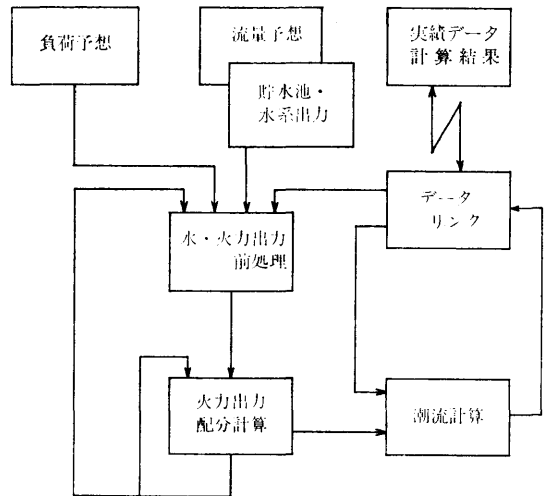 負荷予想
流量予想
貯水池・
水系出力
実績データ
計算結果
データ
リンク
水・火力出力
前処理
火力出力
配分計算
潮流計算